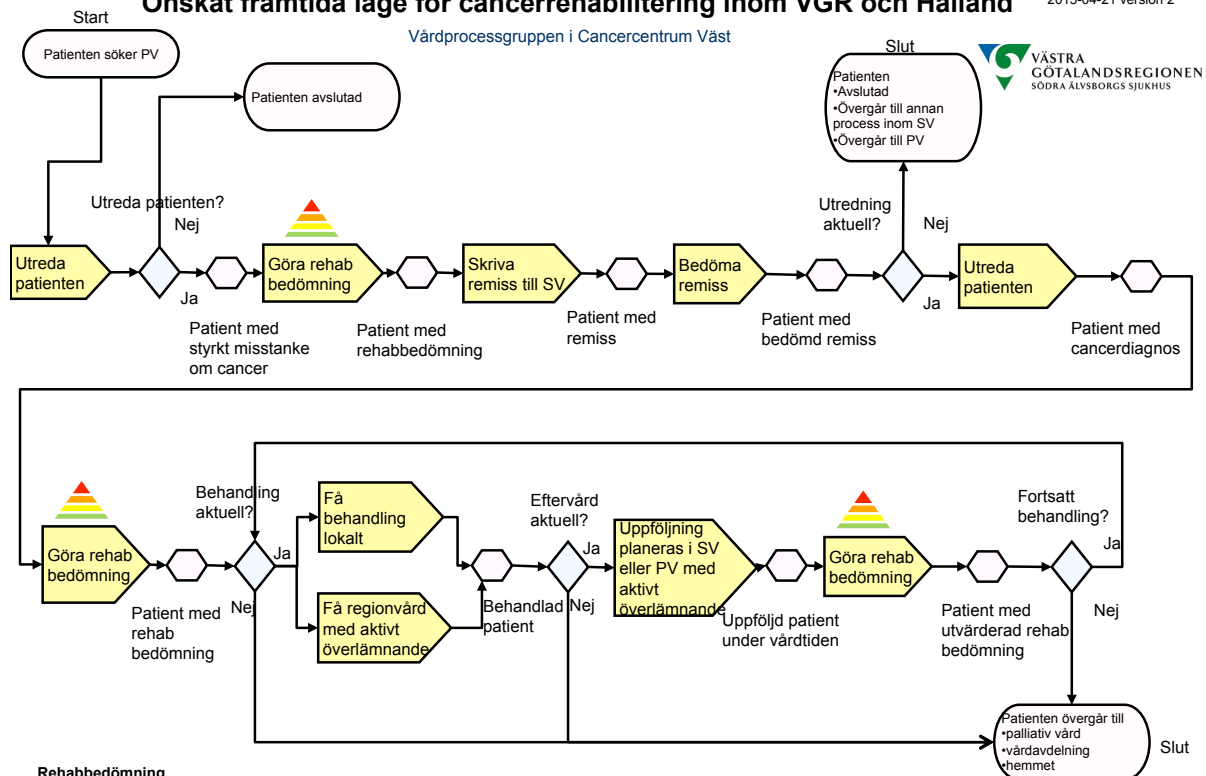 Önskat framtida läge för cancerrehabilitering inom VGR och Halland
2015-04-21 version 2
Vårdprocessgruppen i Cancercentrum Väst
Start
Patienten söker PV
Patienten avslutad
Slut
Patienten
•Avslutad
•Övergår till annan
process inom SV
•Övergår till PV
VÄSTRA
GÖTALANDSREGIONEN
SÖDRA ÄLVSBORGS SJUKHUS
Utreda patienten?
Nej
Utredning
aktuell?
Nej
Utreda
patienten
Ja
Göra rehab
bedömning
Skriva
remiss till SV
Bedöma
remiss
Ja
Utreda
patienten
Patient med
styrkt misstanke
om cancer
Patient med
rehabbedömning
Patient med
remiss
Patient med
bedömd remiss
Patient med
cancerdiagnos
Behandling
aktuell?
Få
behandling
lokalt
Eftervård
aktuell?
Fortsatt
behandling?
Göra rehab
bedömning
Ja
Nej
Patient med
rehab
bedömning
Få regionvård
med aktivt
överlämnande
Behandlad
patient
Ja
Nej
Uppföljning
planeras i SV
eller PV med
aktivt
överlämnande
Uppföljd patient
under vårdtiden
Göra rehab
bedömning
Patient med
utvärderad rehab
bedömning
Ja
Nej
Patienten övergår till
•palliativ vård
•vårdavdelning
•hemmet
Slut
Rehabbedömning